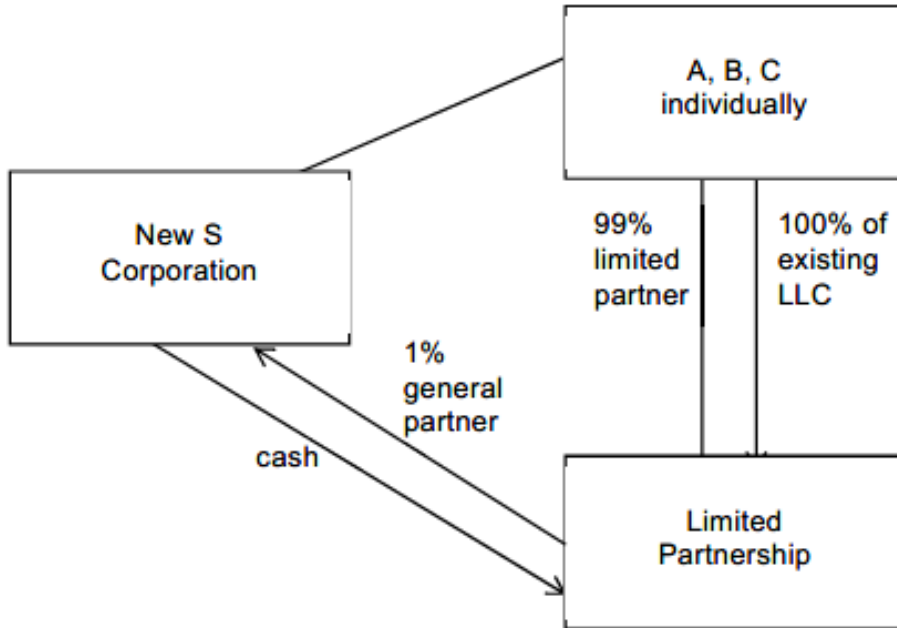 A, B, C
individually
New S
Corporation
99%
limited
partner
100% of
existing
LLC
1%
general
partner
cash
Limited
Partnership